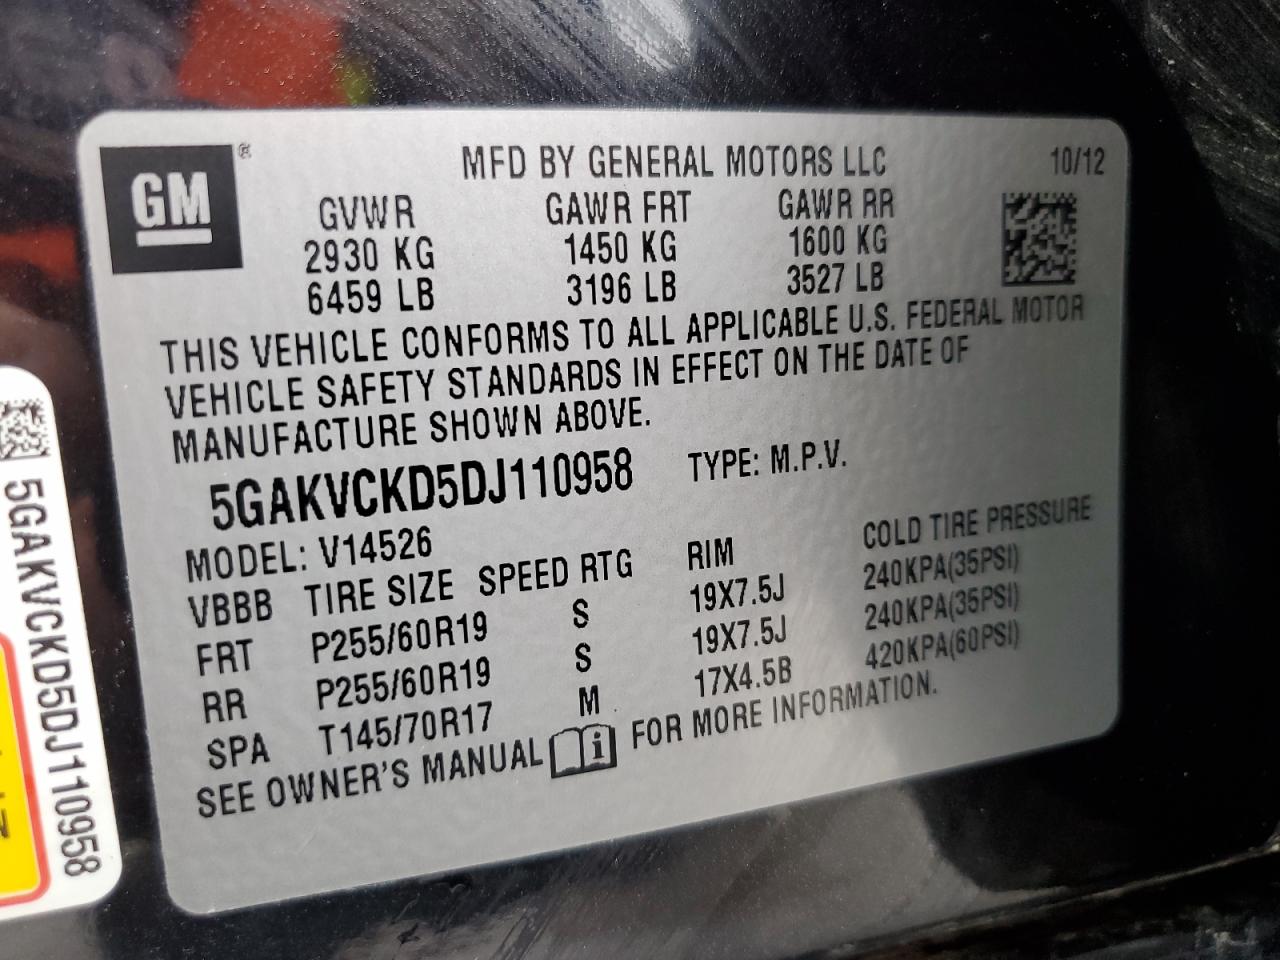 GM ®
MFD BY GENERAL MOTORS LLC 10/12
GVWR GAWR FRT GAWR RR
2930 KG 1450 KG 1600 KG
6459 LB 3196 LB 3527 LB
THIS VEHICLE CONFORMS TO ALL APPLICABLE U.S. FEDERAL MOTOR
VEHICLE SAFETY STANDARDS IN EFFECT ON THE DATE OF
MANUFACTURE SHOWN ABOVE.
5GAKVCKD5DJ110958 TYPE: M.P.V.
MODEL: V14526
VBBB TIRE SIZE SPEED RTG RIM COLD TIRE PRESSURE
FRT P255/60R19 S 19X7.5J 240KPA(35PSI)
RR P255/60R19 S 19X7.5J 240KPA(35PSI)
SPA T145/70R17 M 17X4.5B 420KPA(60PSI)
SEE OWNER'S MANUAL i FOR MORE INFORMATION.
5GAKVCKD5DJ110958